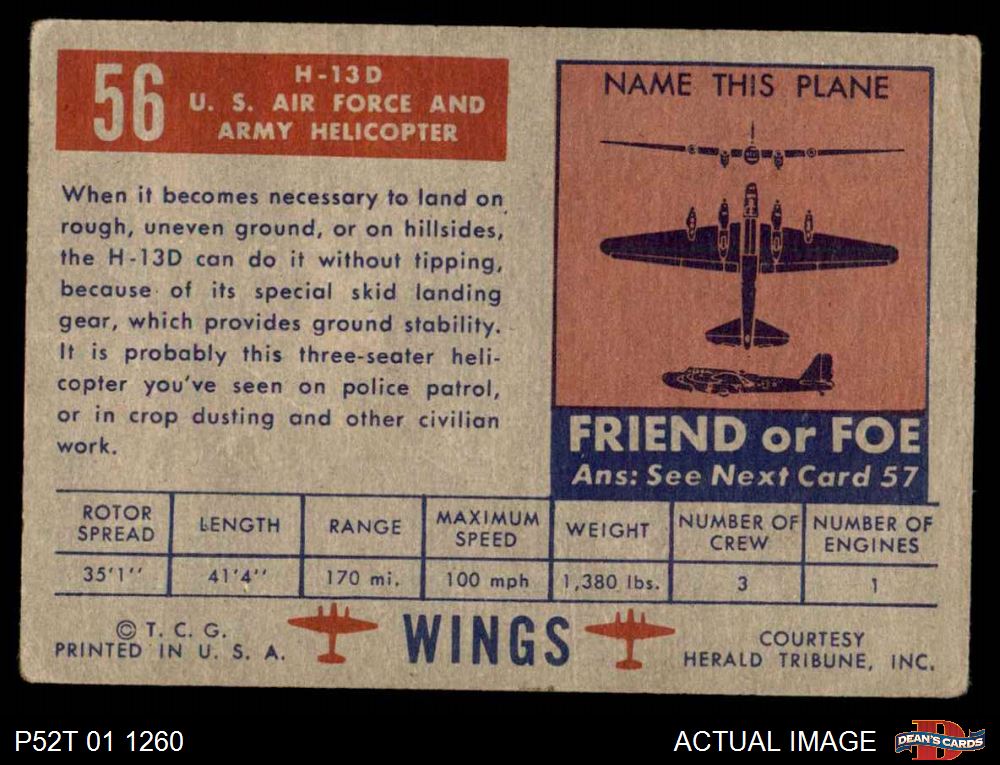 56
H-13D
U. S. AIR FORCE AND
ARMY HELICOPTER
When it becomes necessary to land on
rough, uneven ground, or on hillsides,
the H-13D can do it without tipping,
because of its special skid landing
gear, which provides ground stability.
It is probably this three-seater heli-
copter you've seen on police patrol,
or in crop dusting and other civilian
work.
NAME THIS PLANE
FRIEND or FOE
Ans: See Next Card 57
ROTOR
SPREAD
LENGTH
RANGE
MAXIMUM
SPEED
WEIGHT
NUMBER OF
CREW
NUMBER OF
ENGINES
35'1''
41'4''
170 mi.
100 mph
1,380 lbs.
3
1
© T. C. G.
PRINTED IN U. S. A.
WINGS
COURTESY
HERALD TRIBUNE, INC.
P52T 01 1260
ACTUAL IMAGE
DEAN'S CARDS